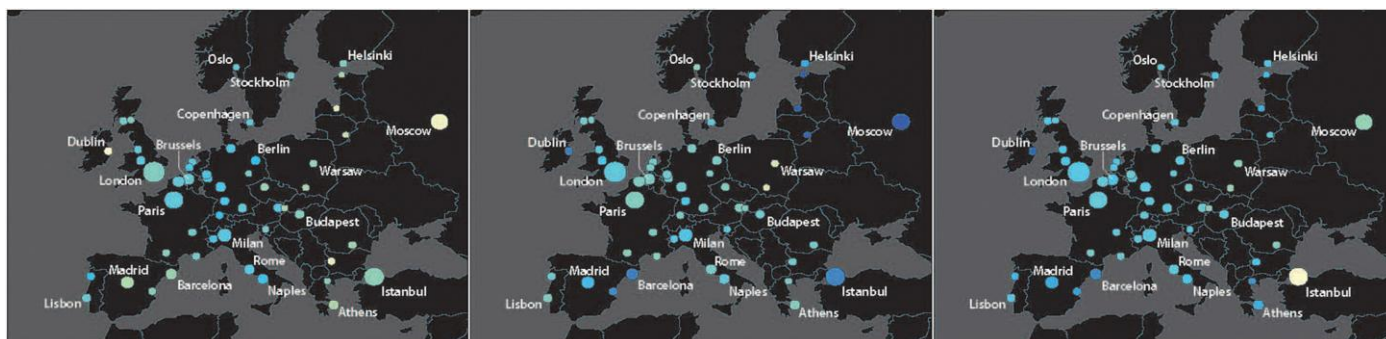 Oslo
Helsinki
Stockholm
Copenhagen
Moscow
Dublin
Brussels
Berlin
London
Warsaw
Paris
Budapest
Milan
Madrid
Rome
Barcelona
Naples
Istanbul
Lisbon
Athens
Oslo
Helsinki
Stockholm
Copenhagen
Moscow
Dublin
Brussels
Berlin
London
Warsaw
Paris
Budapest
Milan
Madrid
Rome
Barcelona
Naples
Istanbul
Lisbon
Athens
Oslo
Helsinki
Stockholm
Copenhagen
Moscow
Dublin
Brussels
Berlin
London
Warsaw
Paris
Budapest
Milan
Madrid
Rome
Barcelona
Naples
Istanbul
Lisbon
Athens